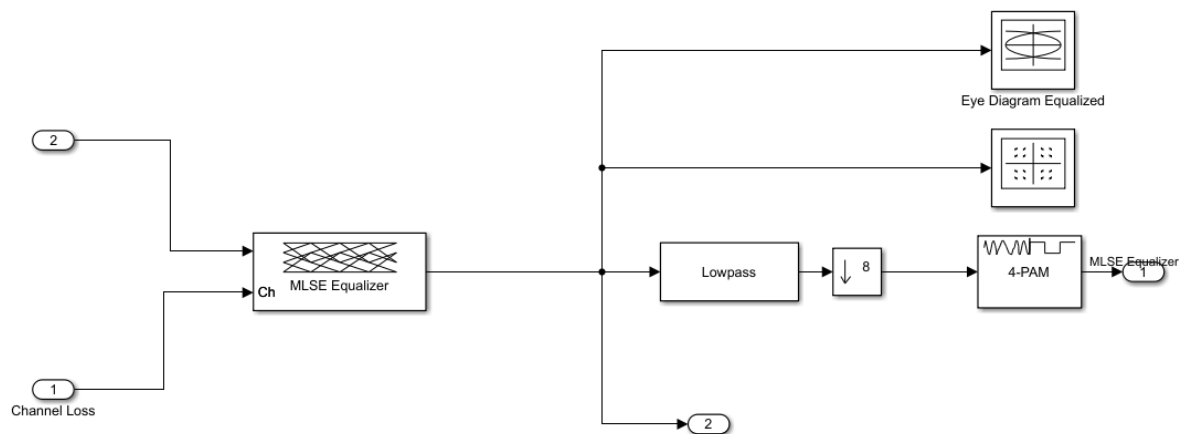 Eye Diagram Equalized
2
MLSE Equalizer
Ch
Lowpass
8
4-PAM
MLSE Equalizer
1
1
Channel Loss
2